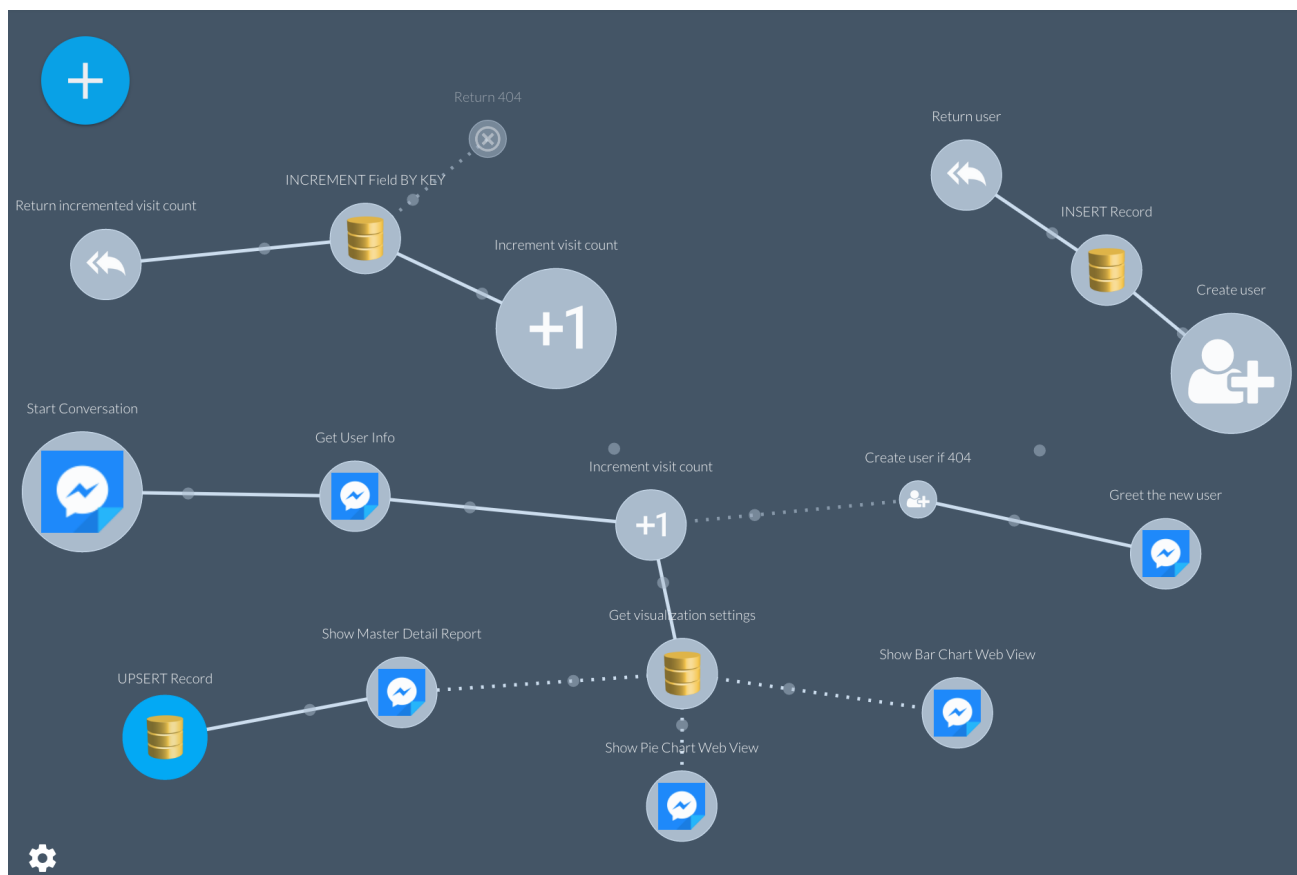 Return 404
Return user
INCREMENT Field BY KEY
Return incremented visit count
INSERT Record
Increment visit count
+1
Create user
Start Conversation
Get User Info
Increment visit count
+1
Create user if 404
Greet the new user
Get visualization settings
Show Master Detail Report
Show Bar Chart Web View
UPSERT Record
Show Pie Chart Web View